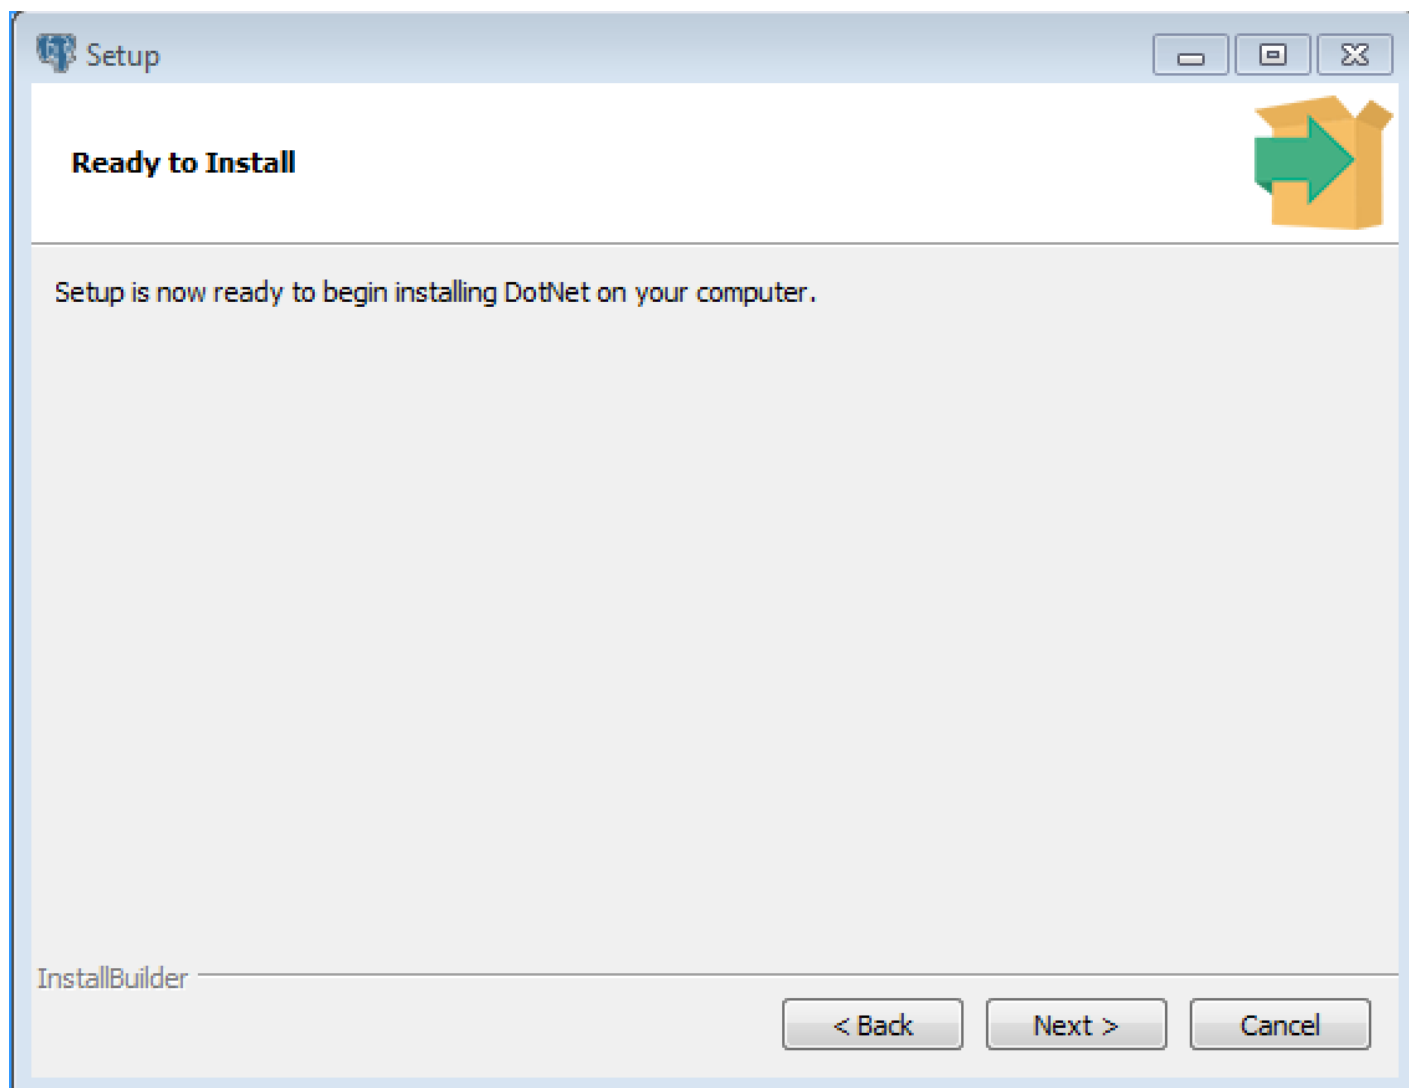 Setup
Ready to Install
Setup is now ready to begin installing DotNet on your computer.
InstallBuilder
< Back
Next >
Cancel